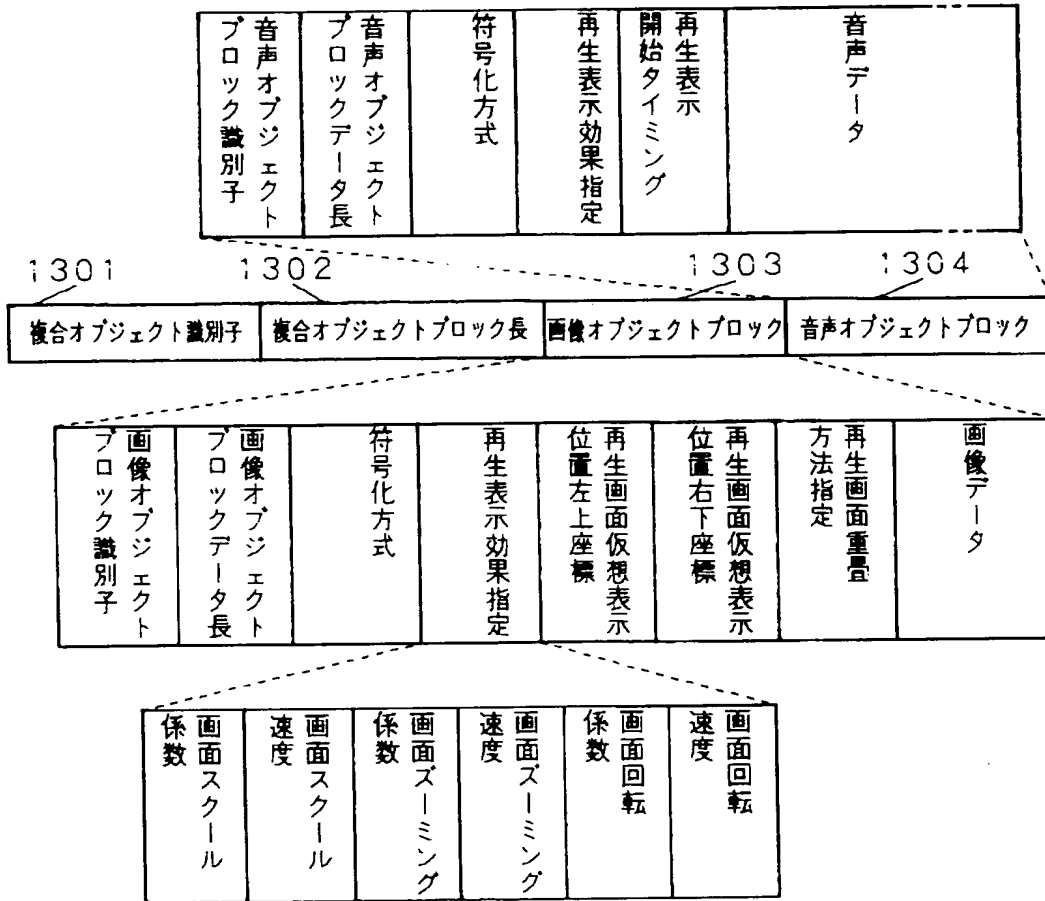 音声オブジェクト
ブロック識別子
音声オブジェクト
ブロックデータ長
符号化方式
再生表示効果指定
再生表示
開始タイミング
音声データ
1301
1302
1303
1304
複合オブジェクト識別子
複合オブジェクトブロック長
画像オブジェクトブロック
音声オブジェクトブロック
画像オブジェクト
ブロック識別子
画像オブジェクト
ブロックデータ長
符号化方式
再生表示効果指定
再生画面仮想表示
位置左上座標
再生画面仮想表示
位置右下座標
再生画面重畳
方法指定
画像データ
画面スクール
係数
画面スクール
速度
画面ズーミング
係数
画面ズーミング
速度
画面回転
係数
画面回転
速度